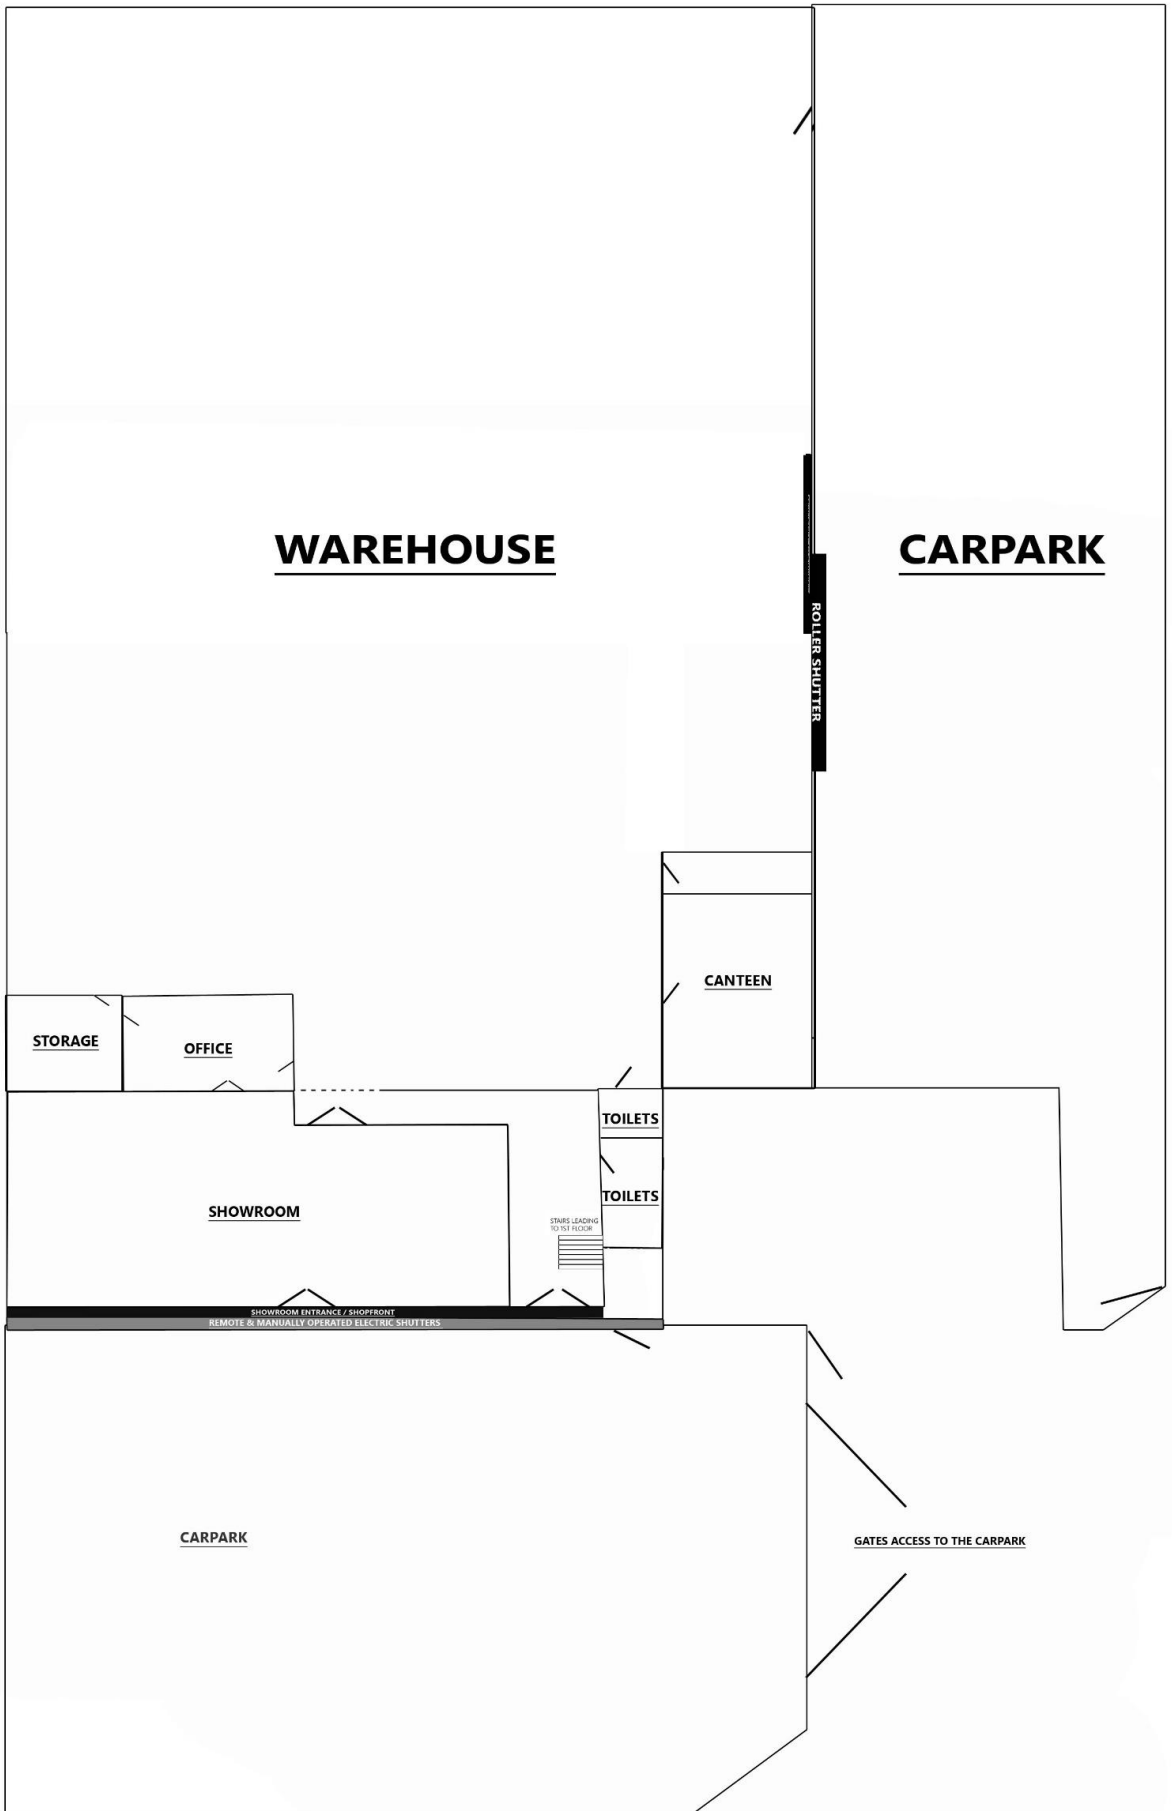 WAREHOUSE
CARPARK
ROLLER SHUTTER
CANTEEN
STORAGE
OFFICE
TOILETS
TOILETS
SHOWROOM
STAIRS LEADING
TO 1ST FLOOR
SHOWROOM ENTRANCE / SHOPFRONT
REMOTE & MANUALLY OPERATED ELECTRIC SHUTTERS
CARPARK
GATES ACCESS TO THE CARPARK